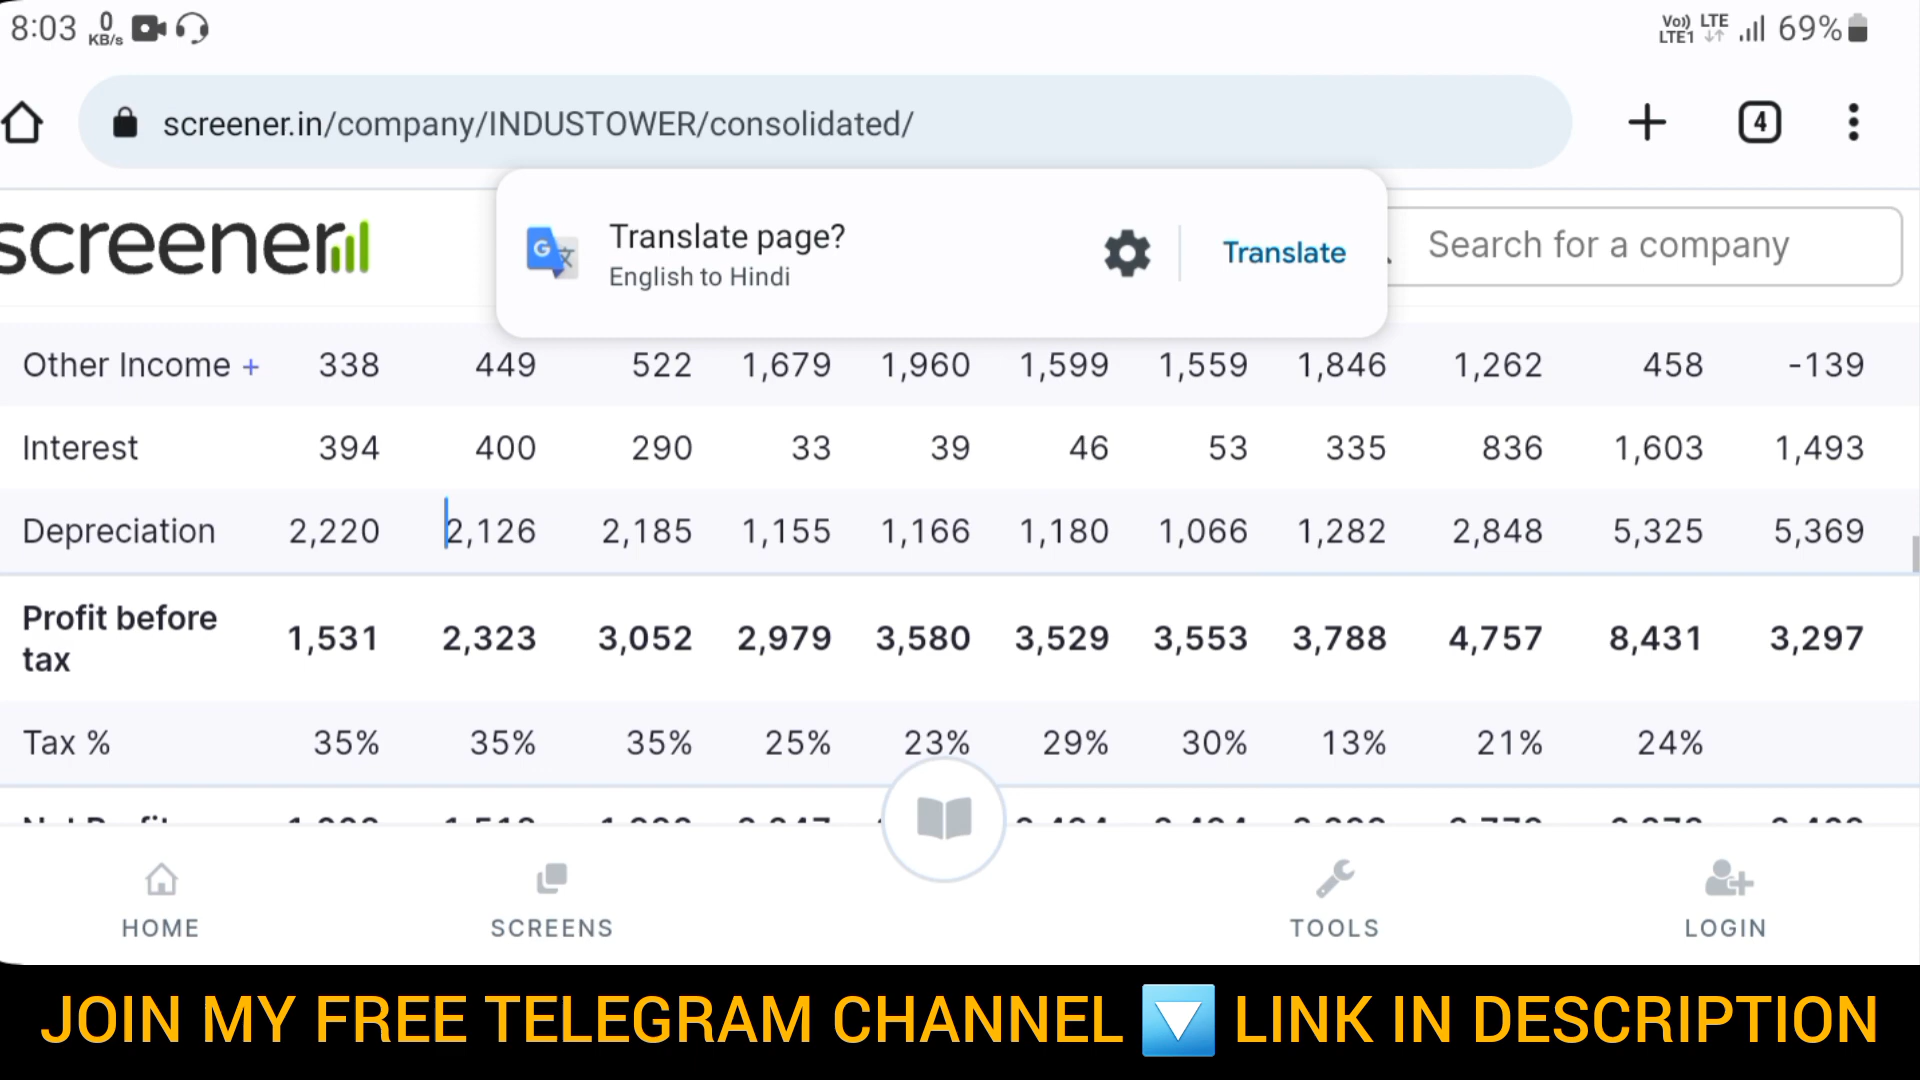 8:03 0 KB/s Vo)) LTE1 LTE 69%
screener.in/company/INDUSTOWER/consolidated/ 4
screener
Translate page?
English to Hindi
Translate
Search for a company
Other Income + 338 449 522 1,679 1,960 1,599 1,559 1,846 1,262 458 -139
Interest 394 400 290 33 39 46 53 335 836 1,603 1,493
Depreciation 2,220 2,126 2,185 1,155 1,166 1,180 1,066 1,282 2,848 5,325 5,369
Profit before
tax 1,531 2,323 3,052 2,979 3,580 3,529 3,553 3,788 4,757 8,431 3,297
Tax % 35% 35% 35% 25% 23% 29% 30% 13% 21% 24%
Net Profit
HOME SCREENS TOOLS LOGIN
JOIN MY FREE TELEGRAM CHANNEL 🔽 LINK IN DESCRIPTION